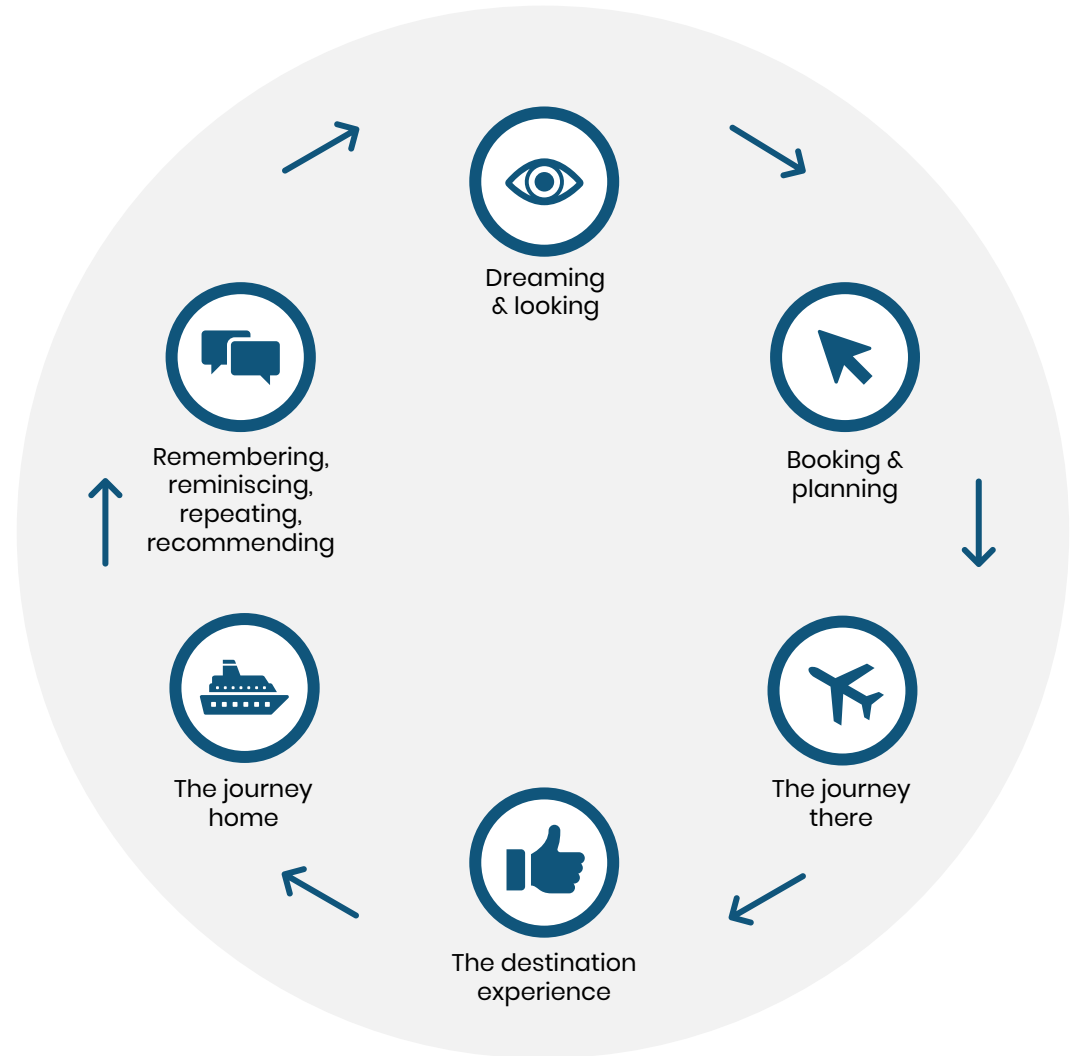 Dreaming
& looking
Booking &
planning
The journey
there
The destination
experience
The journey
home
Remembering,
reminiscing,
repeating,
recommending